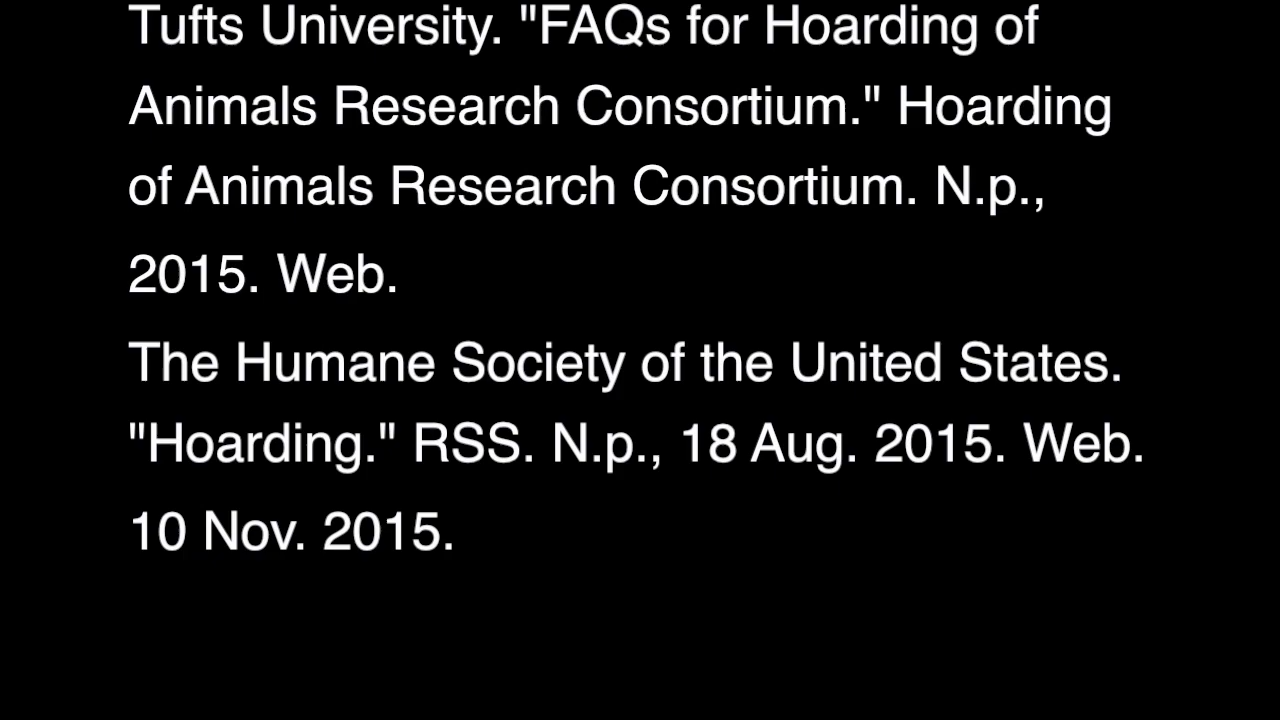 Tufts University. "FAQs for Hoarding of
Animals Research Consortium." Hoarding
of Animals Research Consortium. N.p.,
2015. Web.
The Humane Society of the United States.
"Hoarding." RSS. N.p., 18 Aug. 2015. Web.
10 Nov. 2015.